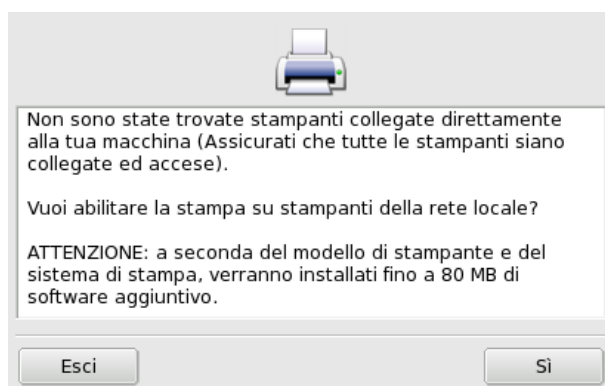 Non sono state trovate stampanti collegate direttamente
alla tua macchina (Assicurati che tutte le stampanti siano
collegate ed accese).
Vuoi abilitare la stampa su stampanti della rete locale?
ATTENZIONE: a seconda del modello di stampante e del
sistema di stampa, verranno installati fino a 80 MB di
software aggiuntivo.
Esci
Sì